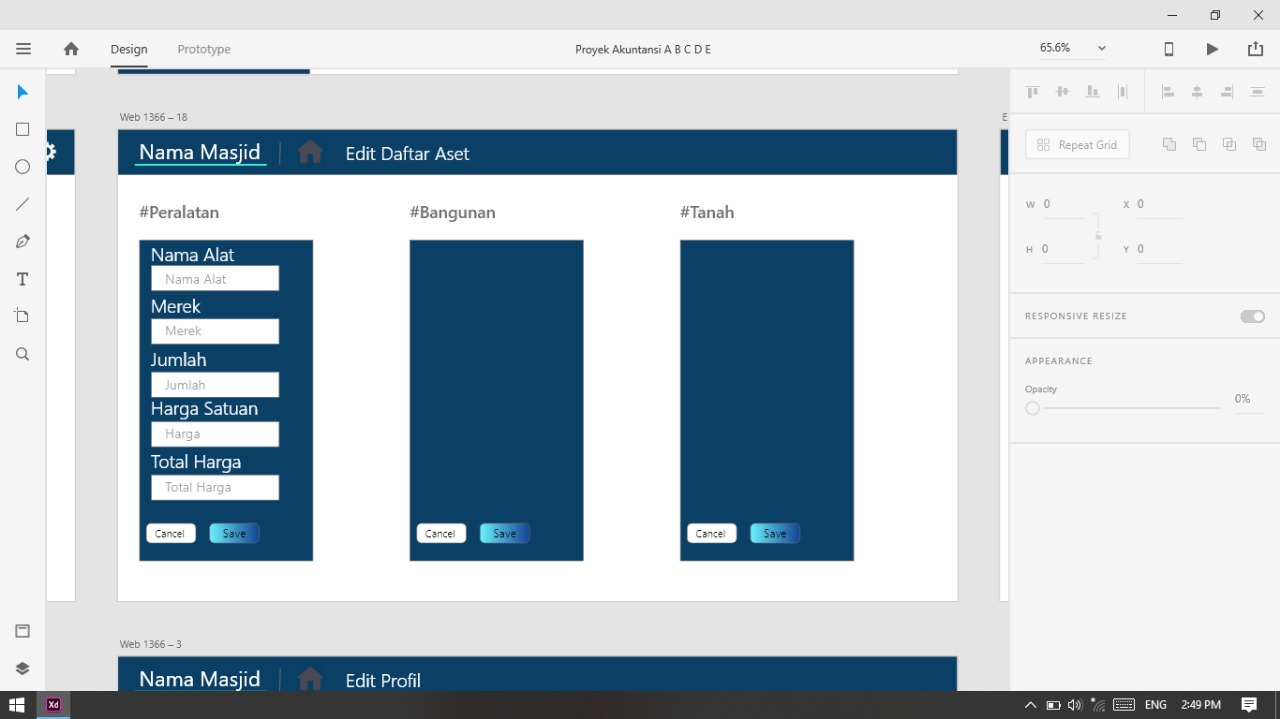 Design
Prototype
Proyek Akuntansi A B C D E
65.6%
Web 1366 – 18
E
Nama Masjid
Edit Daftar Aset
Repeat Grid
#Peralatan
#Bangunan
#Tanah
W 0
X 0
H 0
Y 0
Nama Alat
Nama Alat
Merek
Merek
Jumlah
Jumlah
Harga Satuan
Harga
Total Harga
Total Harga
Cancel
Save
Cancel
Save
Cancel
Save
RESPONSIVE RESIZE
APPEARANCE
Opacity
0%
Web 1366 – 3
Nama Masjid
Edit Profil
Xd
ENG
2:49 PM